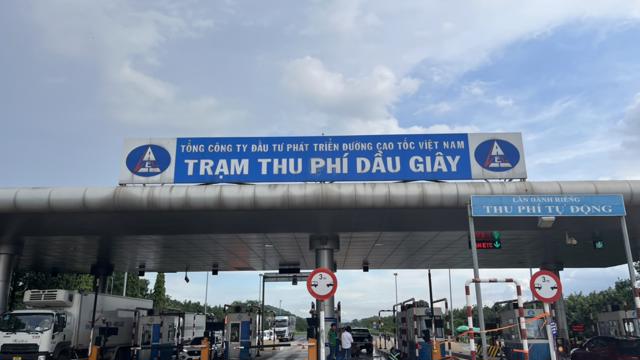 TỔNG CÔNG TY ĐẦU TƯ PHÁT TRIỂN ĐƯỜNG CAO TỐC VIỆT NAM
TRẠM THU PHÍ DẦU GIÂY
LÀN DÀNH RIÊNG
THU PHÍ TỰ ĐỘNG